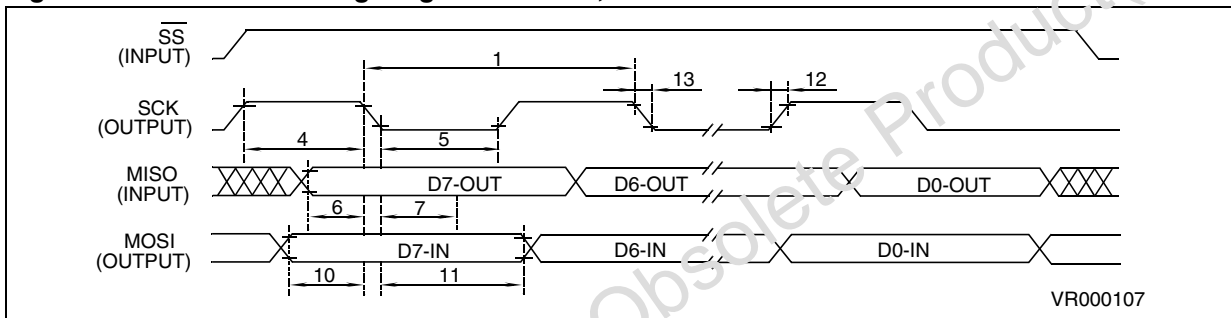 SS
(INPUT)
1
13
12
SCK
(OUTPUT)
4
5
MISO
(INPUT)
D7-OUT
D6-OUT
D0-OUT
6
7
MOSI
(OUTPUT)
D7-IN
D6-IN
D0-IN
10
11
VR000107
Obsolete Product